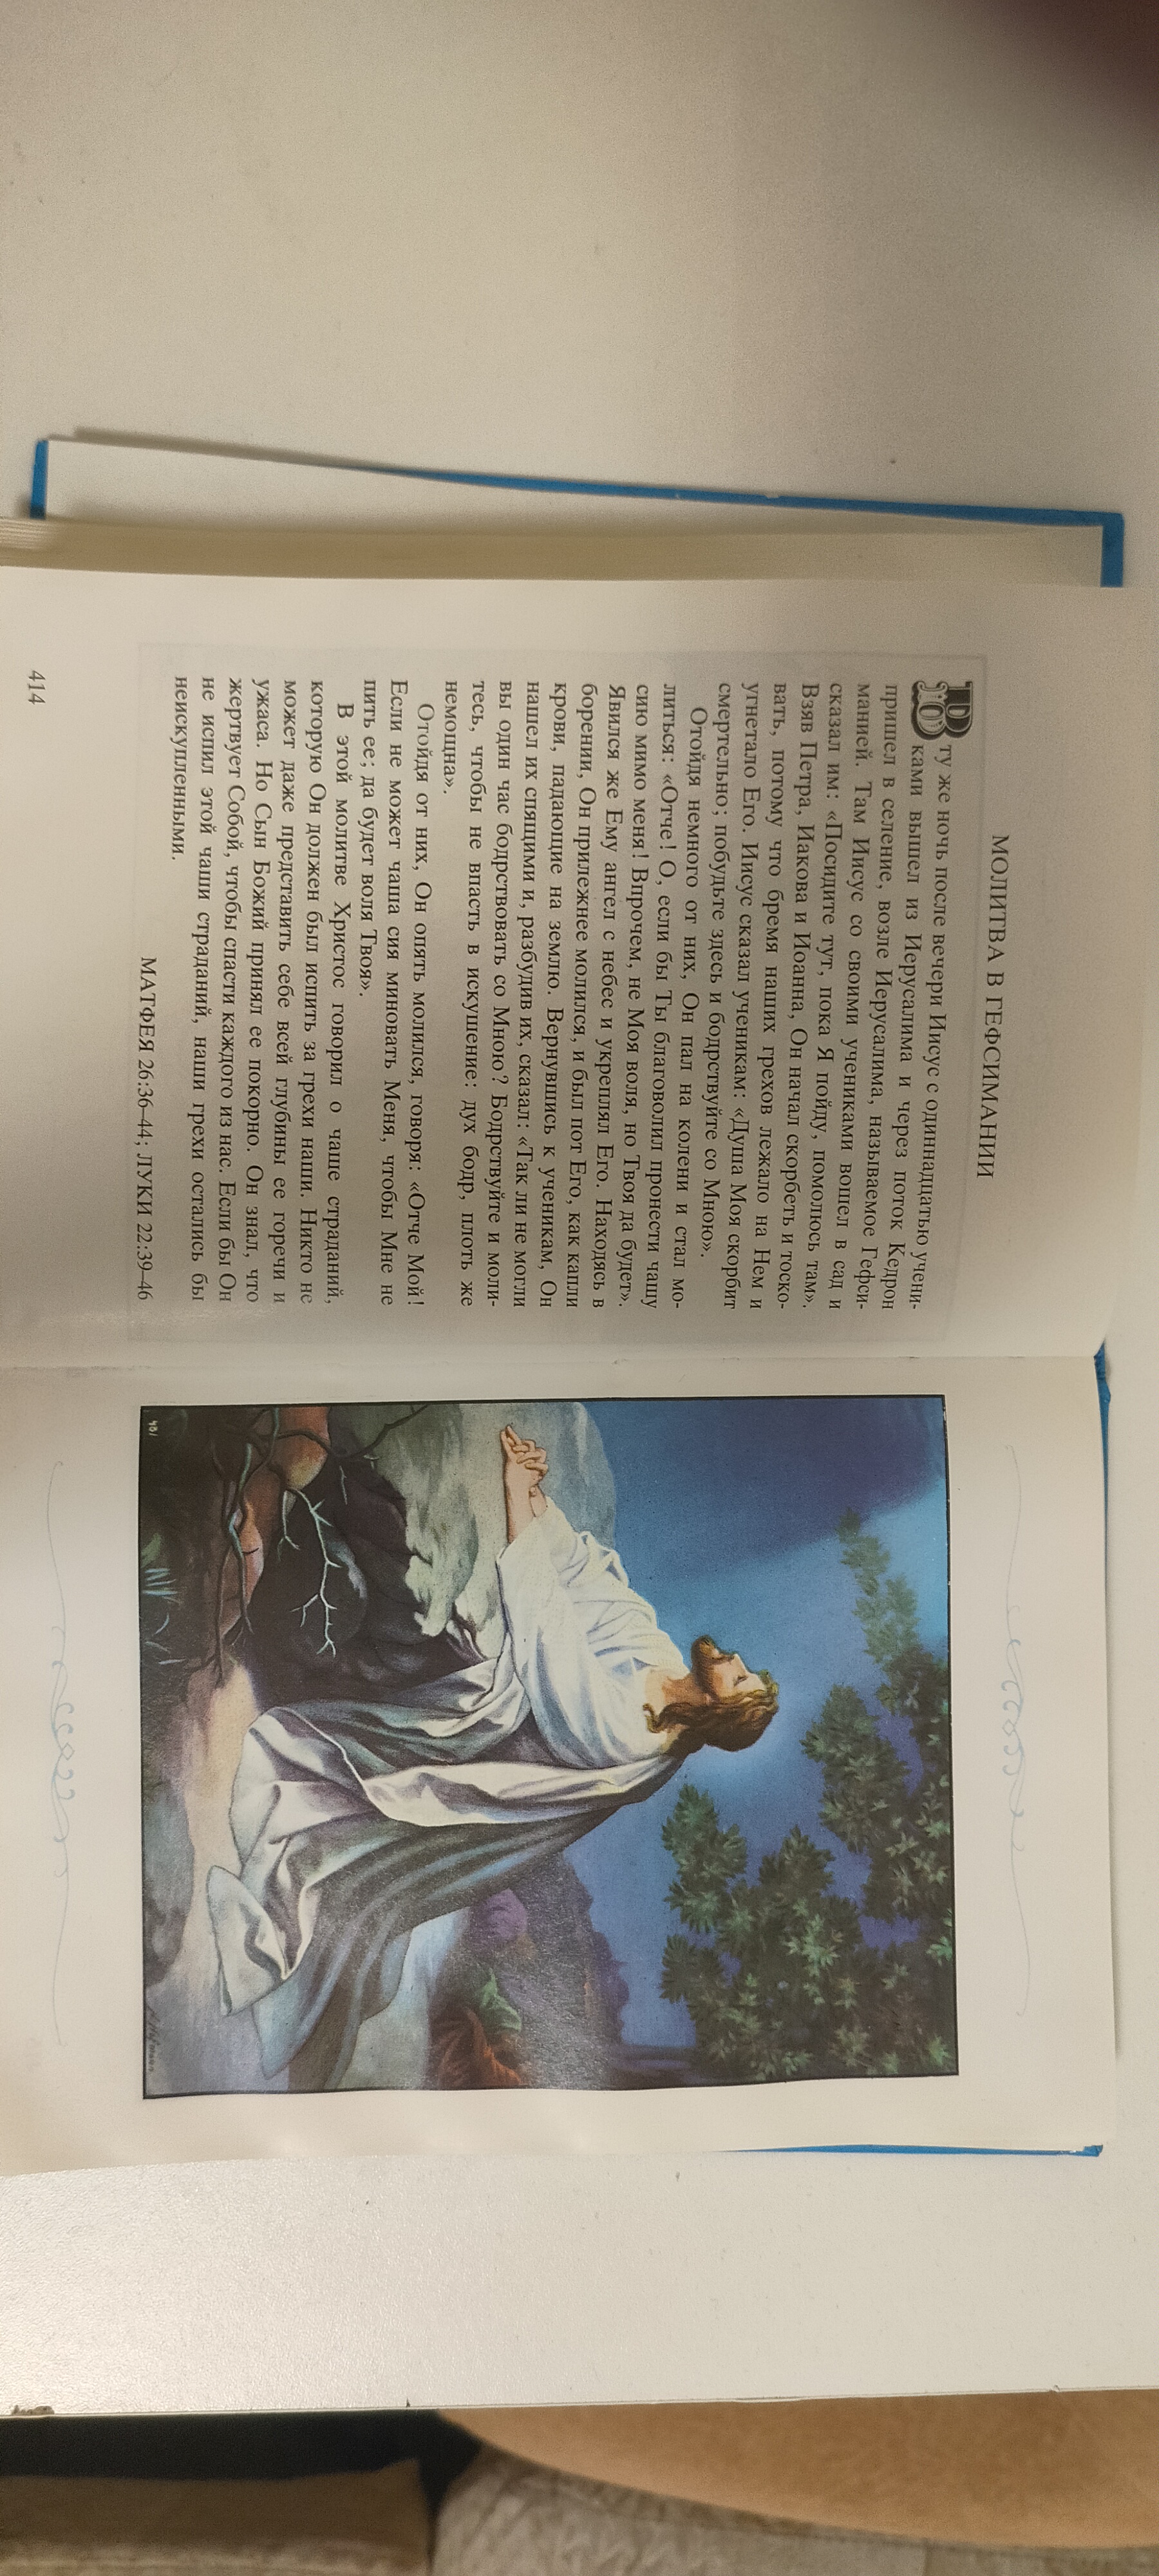 МОЛИТВА В ГЕФСИМАНИИ
В ту же ночь после вечери Иисус с одиннадцатью учени-
ками вышел из Иерусалима и через поток Кедрон
пришел в селение, возле Иерусалима, называемое Гефси-
манией. Там Иисус со своими учениками вошел в сад и
сказал им: «Посидите тут, пока Я пойду, помолюсь там».
Взяв Петра, Иакова и Иоанна, Он начал скорбеть и тоско-
вать, потому что бремя наших грехов лежало на Нем и
угнетало Его. Иисус сказал ученикам: «Душа Моя скорбит
смертельно; побудьте здесь и бодрствуйте со Мною».
Отойдя немного от них, Он пал на колени и стал мо-
литься: «Отче! О, если бы Ты благоволил пронести чашу
сию мимо меня! Впрочем, не Моя воля, но Твоя да будет».
Явился же Ему ангел с небес и укреплял Его. Находясь в
борении, Он прилежнее молился, и был пот Его, как капли
крови, падающие на землю. Вернувшись к ученикам, Он
нашел их спящими и, разбудив их, сказал: «Так ли не могли
вы один час бодрствовать со Мною? Бодрствуйте и моли-
тесь, чтобы не впасть в искушение: дух бодр, плоть же
немощна».
Отойдя от них, Он опять молился, говоря: «Отче Мой!
Если не может чаша сия миновать Меня, чтобы Мне не
пить ее; да будет воля Твоя».
В этой молитве Христос говорил о чаше страданий,
которую Он должен был испить за грехи наши. Никто не
может даже представить себе всей глубины ее горечи и
ужаса. Но Сын Божий принял ее покорно. Он знал, что
жертвует Собой, чтобы спасти каждого из нас. Если бы Он
не испил этой чаши страданий, наши грехи остались бы
неискупленными.
МАТФЕЯ 26:36–44; ЛУКИ 22:39–46
414